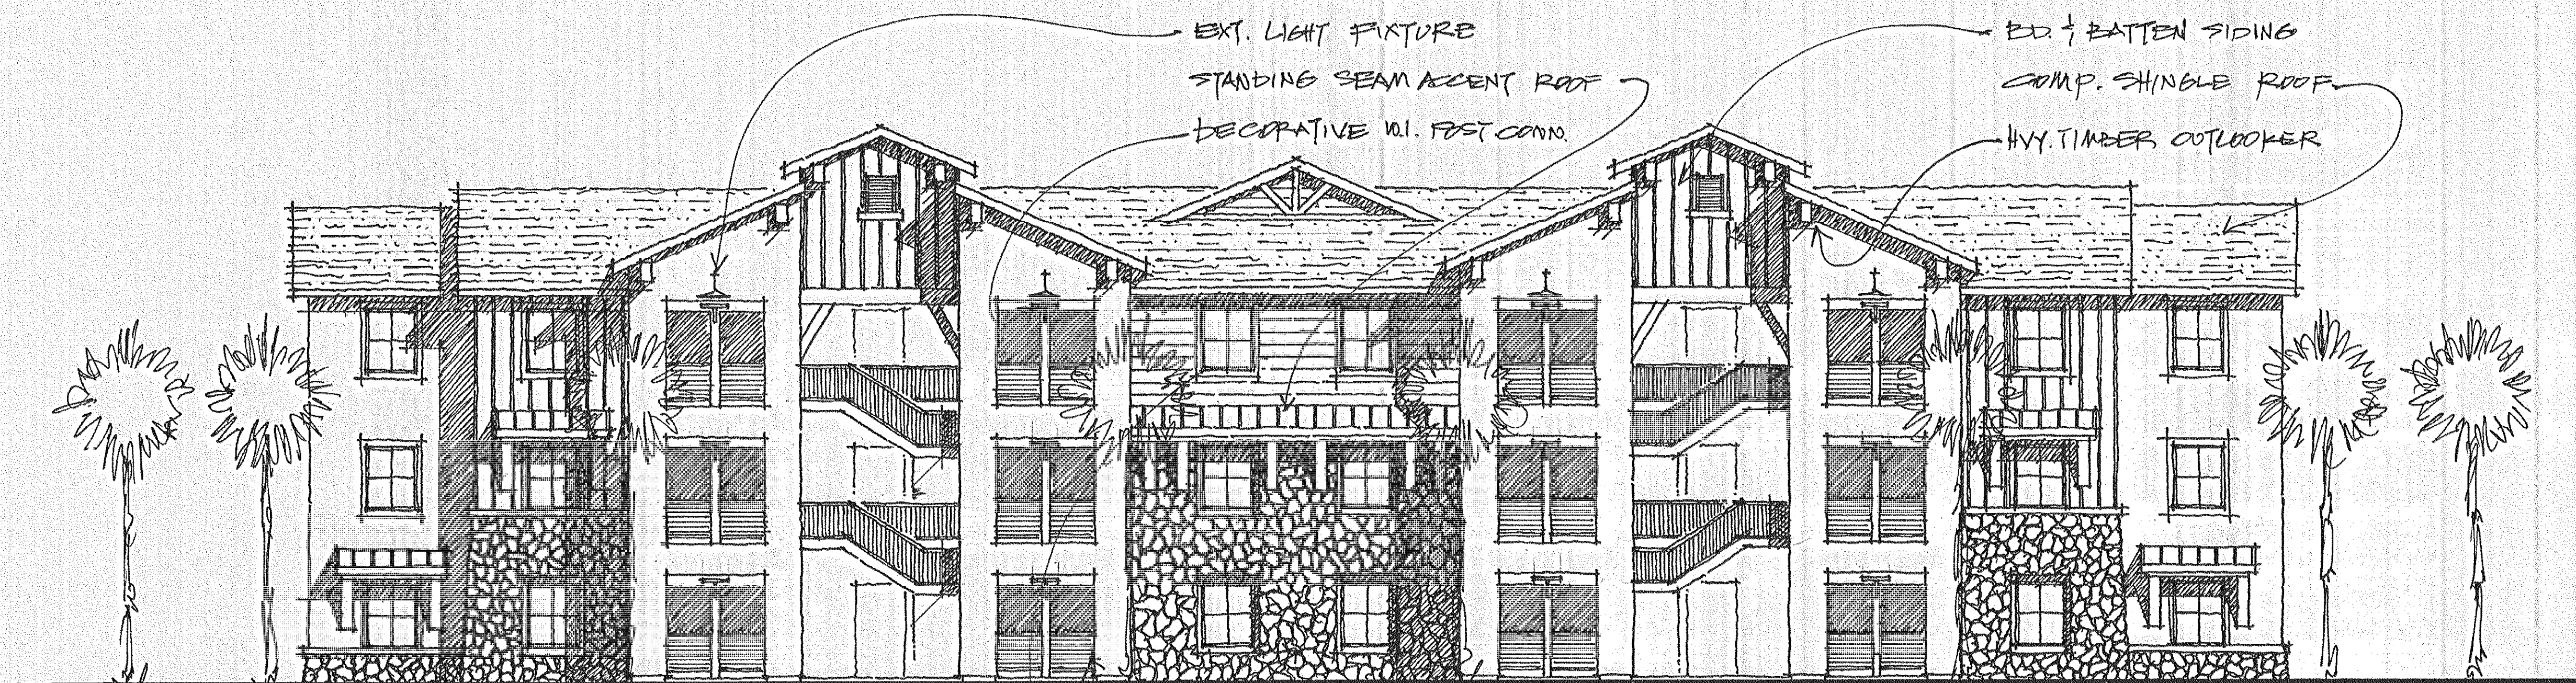 EXT. LIGHT FIXTURE
STANDING SEAM ACCENT ROOF
DECORATIVE W.I. POST CONN.
BD. & BATTEN SIDING
COMP. SHINGLE ROOF
HVY. TIMBER OUTLOOKER